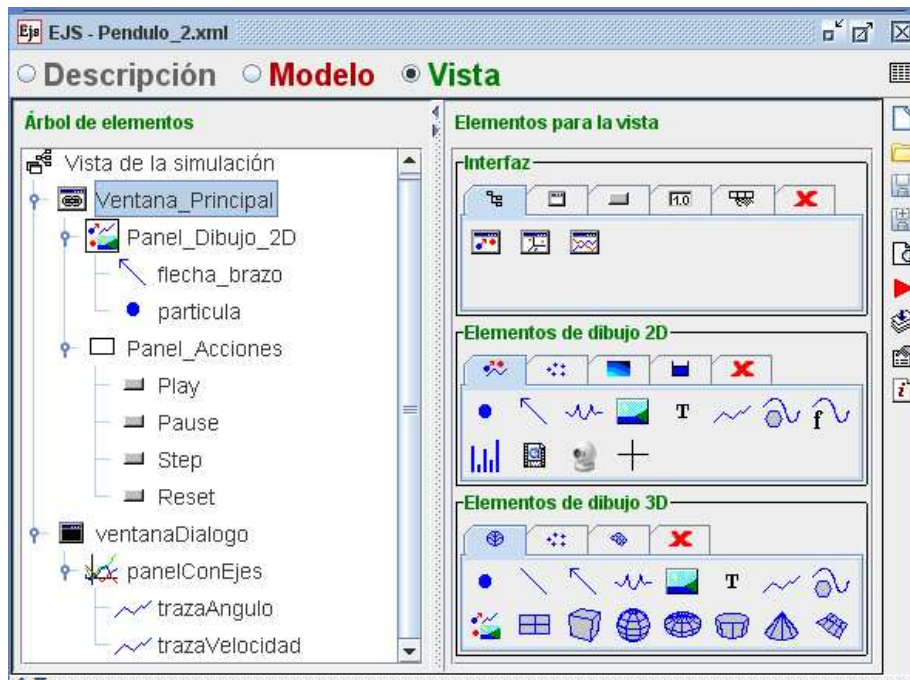 Ejs EJS - Pendulo_2.xml
Descripción Modelo Vista
Árbol de elementos
Vista de la simulación
Ventana_Principal
Panel_Dibujo_2D
flecha_brazo
particula
Panel_Acciones
Play
Pause
Step
Reset
ventanaDialogo
panelConEjes
trazaAngulo
trazaVelocidad
Elementos para la vista
Interfaz
1.0
Elementos de dibujo 2D
T
f
Elementos de dibujo 3D
T
i